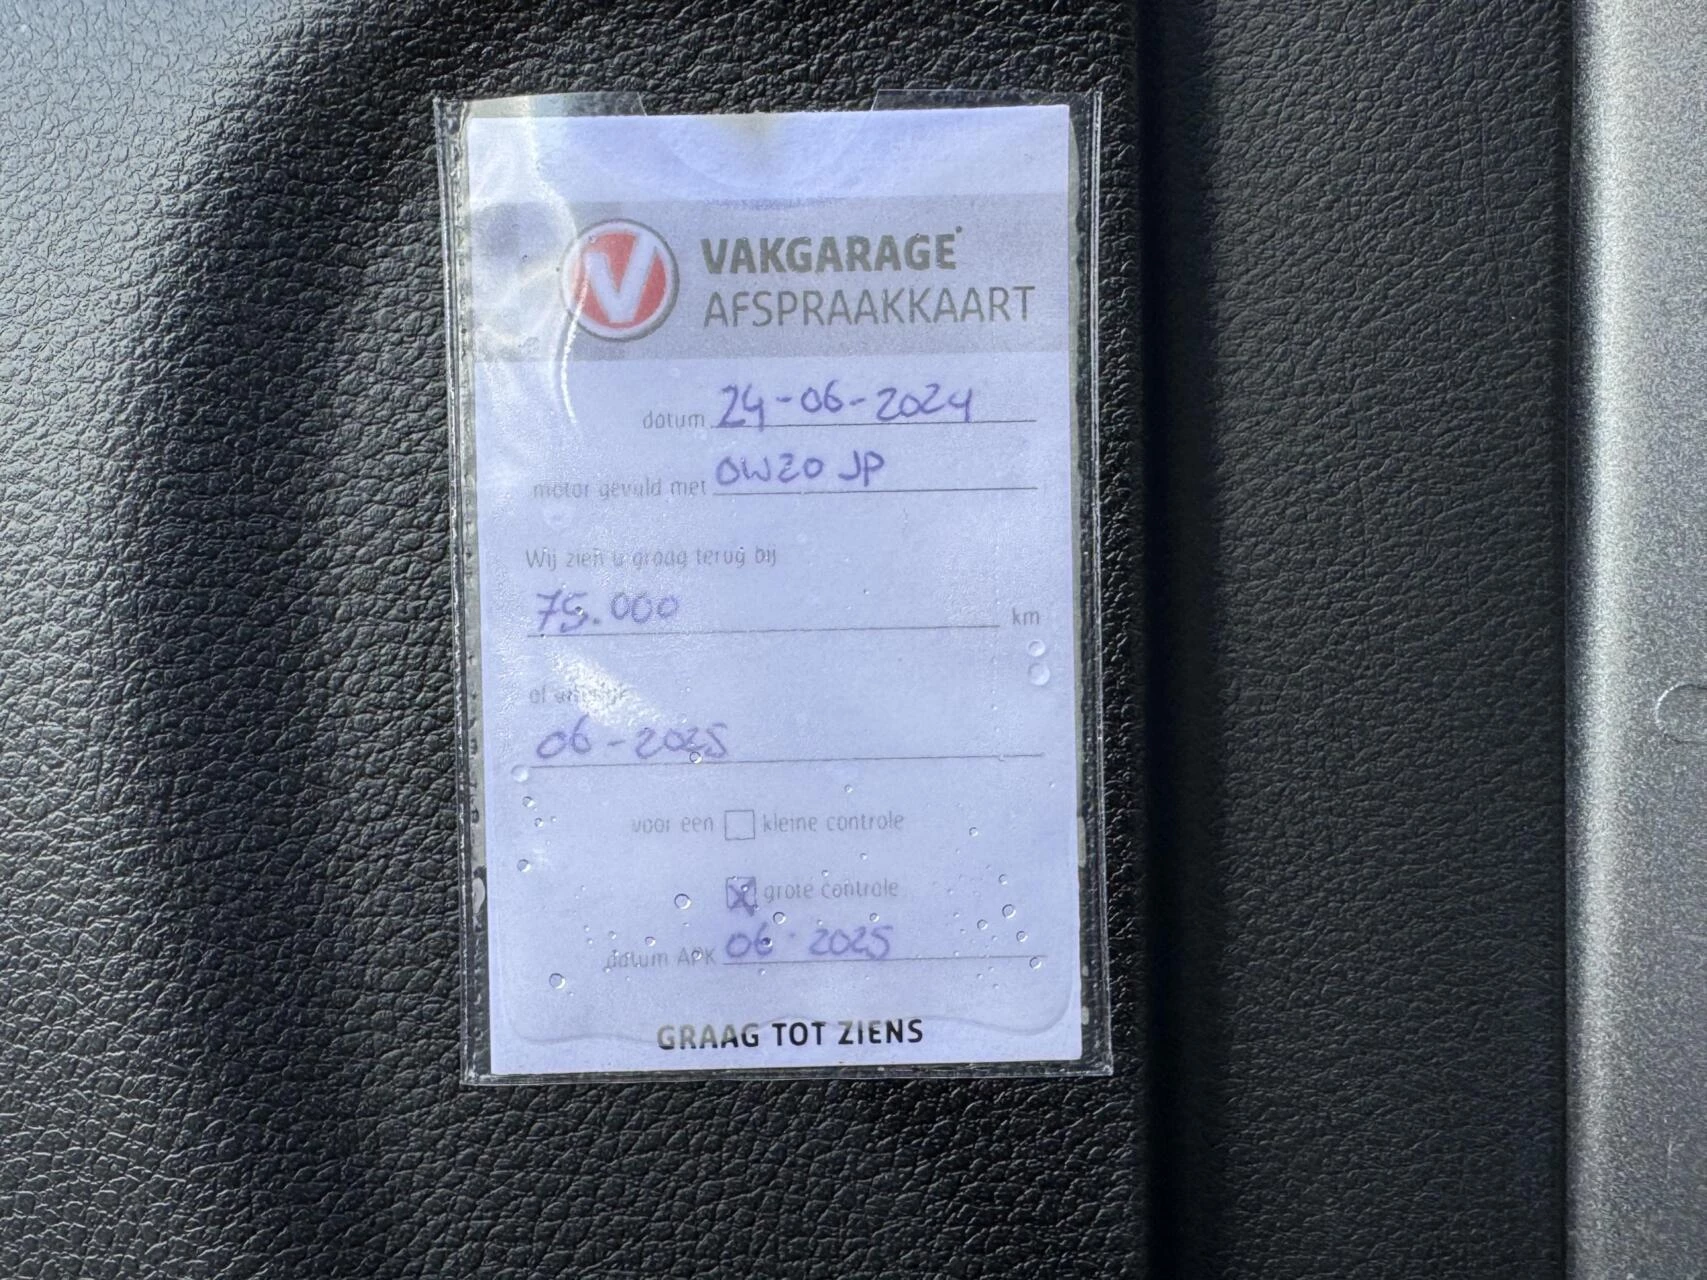 V VAKGARAGE
AFSPRAAKKAART
datum 24-06-2024
motor gevuld met 0W20 JP
Wij zien u graag terug bij
75.000 km
of
06-2025
voor een kleine controle
X grote controle
datum APK 06-2025
GRAAG TOT ZIENS